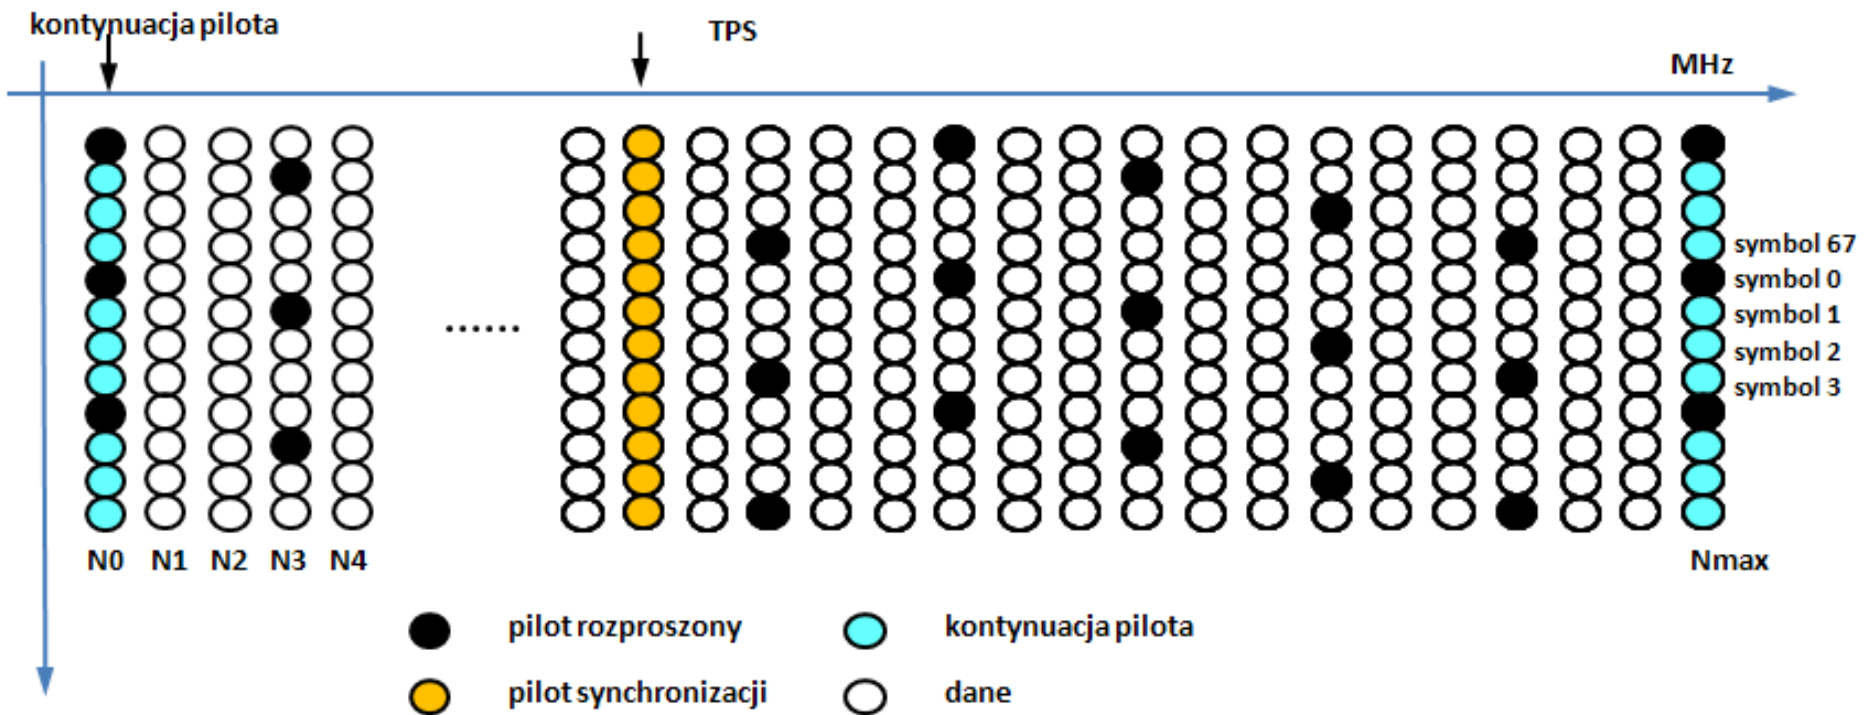 kontynuacja pilota
TPS
MHz
symbol 67
symbol 0
symbol 1
symbol 2
symbol 3
N0 N1 N2 N3 N4 Nmax
pilot rozproszony kontynuacja pilota
pilot synchronizacji dane